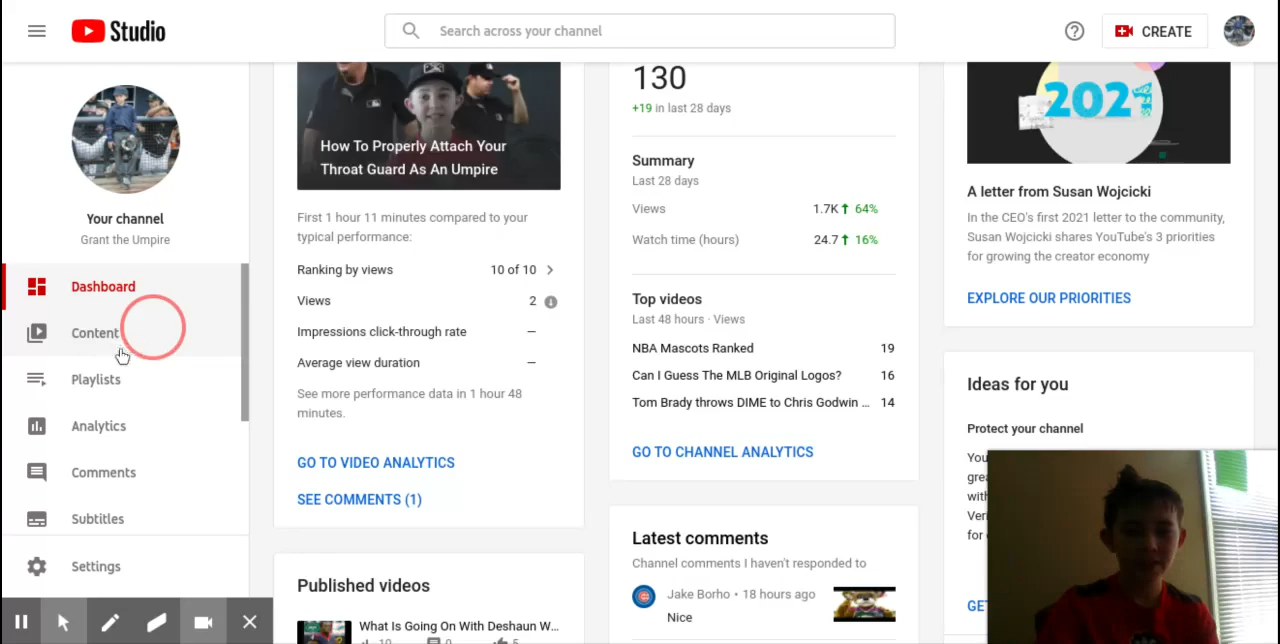 Studio
Search across your channel
CREATE
Your channel
Grant the Umpire
Dashboard
Content
Playlists
Analytics
Comments
Subtitles
Settings
How To Properly Attach Your
Throat Guard As An Umpire
First 1 hour 11 minutes compared to your
typical performance:
Ranking by views 10 of 10
Views 2
Impressions click-through rate —
Average view duration —
See more performance data in 1 hour 48
minutes.
GO TO VIDEO ANALYTICS
SEE COMMENTS (1)
Published videos
What Is Going On With Deshaun W...
10 0 5
130
+19 in last 28 days
Summary
Last 28 days
Views 1.7K 64%
Watch time (hours) 24.7 16%
Top videos
Last 48 hours · Views
NBA Mascots Ranked 19
Can I Guess The MLB Original Logos? 16
Tom Brady throws DIME to Chris Godwin ... 14
GO TO CHANNEL ANALYTICS
Latest comments
Channel comments I haven't responded to
Jake Borho • 18 hours ago
Nice
2021
A letter from Susan Wojcicki
In the CEO's first 2021 letter to the community,
Susan Wojcicki shares YouTube's 3 priorities
for growing the creator economy
EXPLORE OUR PRIORITIES
Ideas for you
Protect your channel